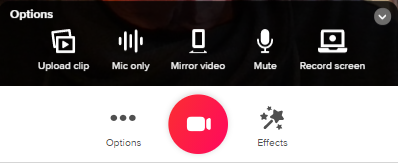 Options
Upload clip
Mic only
Mirror video
Mute
Record screen
Options
Effects